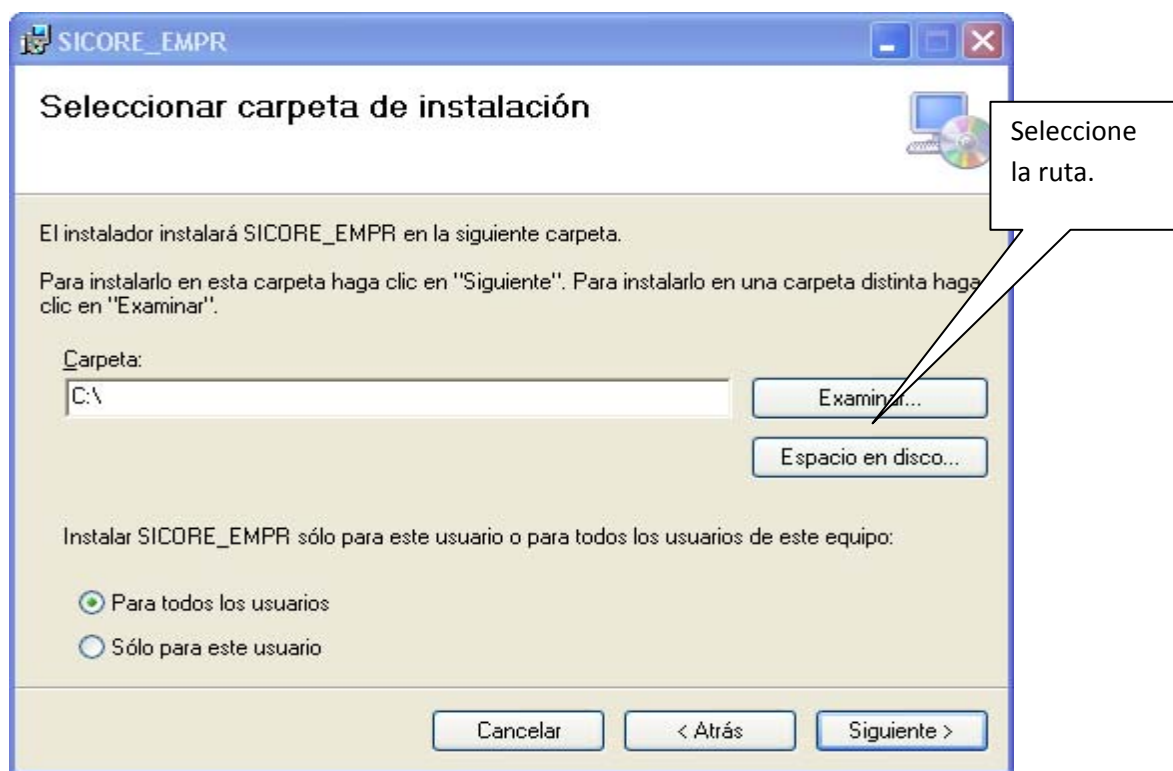 SICORE_EMPR
Seleccionar carpeta de instalación
Seleccione
la ruta.
El instalador instalará SICORE_EMPR en la siguiente carpeta.
Para instalarlo en esta carpeta haga clic en "Siguiente". Para instalarlo en una carpeta distinta haga
clic en "Examinar".
Carpeta:
C:\
Examinar...
Espacio en disco...
Instalar SICORE_EMPR sólo para este usuario o para todos los usuarios de este equipo:
Para todos los usuarios
Sólo para este usuario
Cancelar
< Atrás
Siguiente >